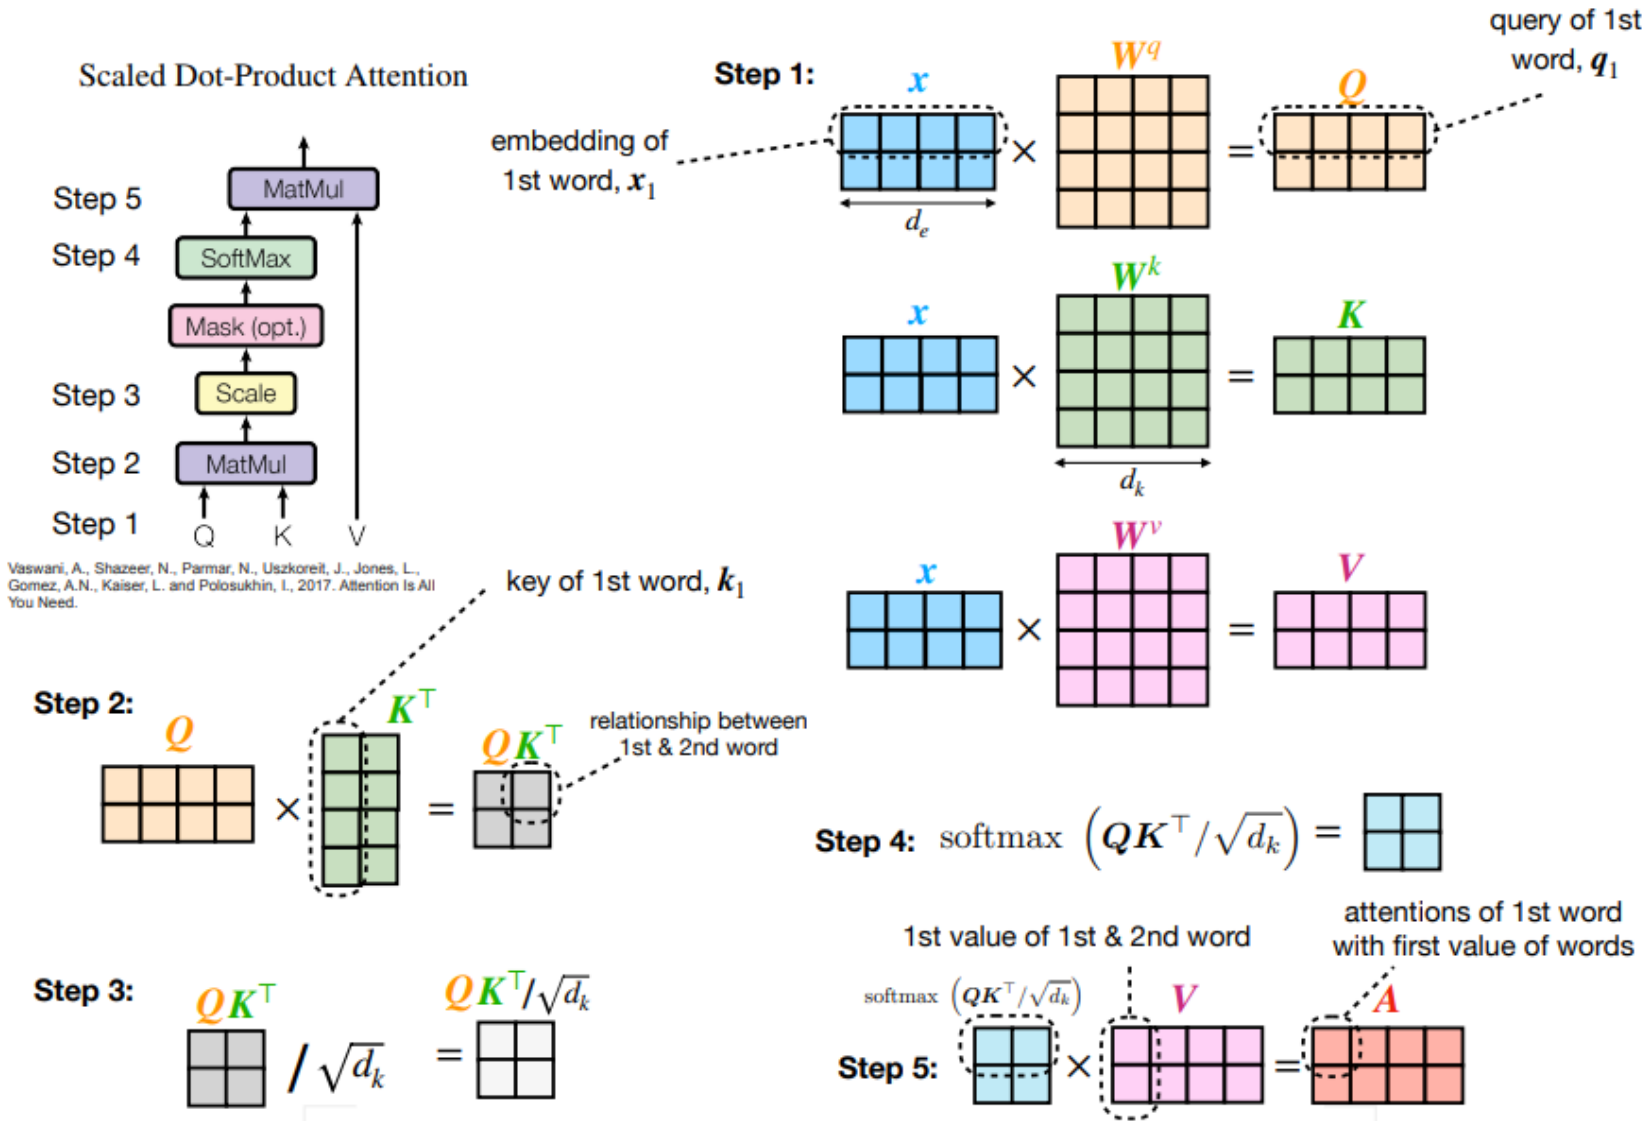 Scaled Dot-Product Attention
Step 5
MatMul
Step 4
SoftMax
Mask (opt.)
Step 3
Scale
Step 2
MatMul
Step 1
Q K V
Vaswani, A., Shazeer, N., Parmar, N., Uszkoreit, J., Jones, L.,
Gomez, A.N., Kaiser, L. and Polosukhin, I., 2017. Attention Is All
You Need.
Step 1:
x
W^q
Q
query of 1st
word, q₁
embedding of
1st word, x₁
× =
d_e
x
W^k
K
× =
d_k
x
W^v
V
× =
Step 2:
key of 1st word, k₁
Q
K^⊤
QK^⊤
relationship between
1st & 2nd word
× =
Step 3:
QK^⊤
QK^⊤/√d_k
/ √d_k =
Step 4: softmax (QK^⊤/√d_k) =
1st value of 1st & 2nd word
attentions of 1st word
with first value of words
softmax (QK^⊤/√d_k)
V
A
Step 5: × =